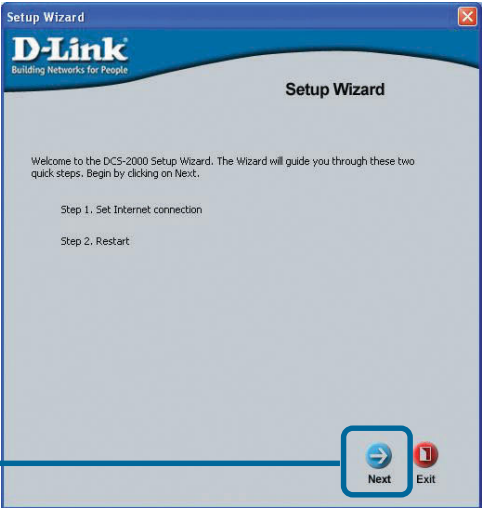 Setup Wizard
D-Link
Building Networks for People
Setup Wizard
Welcome to the DCS-2000 Setup Wizard. The Wizard will guide you through these two
quick steps. Begin by clicking on Next.
Step 1. Set Internet connection
Step 2. Restart
Next
Exit